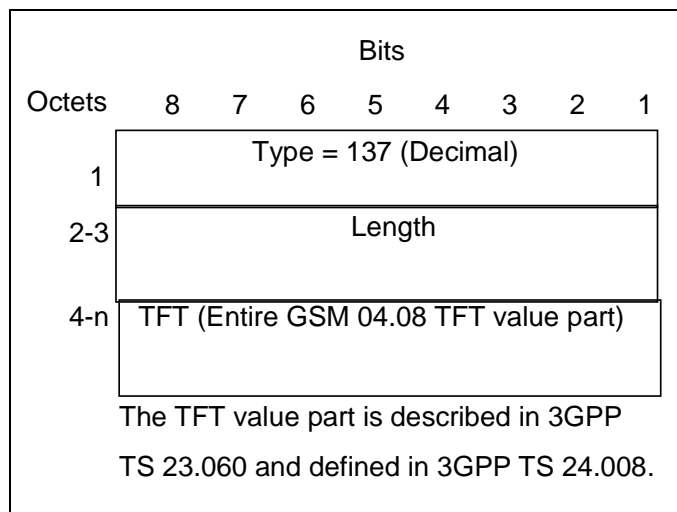 Bits
Octets 8 7 6 5 4 3 2 1
1 Type = 137 (Decimal)
2-3 Length
4-n TFT (Entire GSM 04.08 TFT value part)
The TFT value part is described in 3GPP
TS 23.060 and defined in 3GPP TS 24.008.